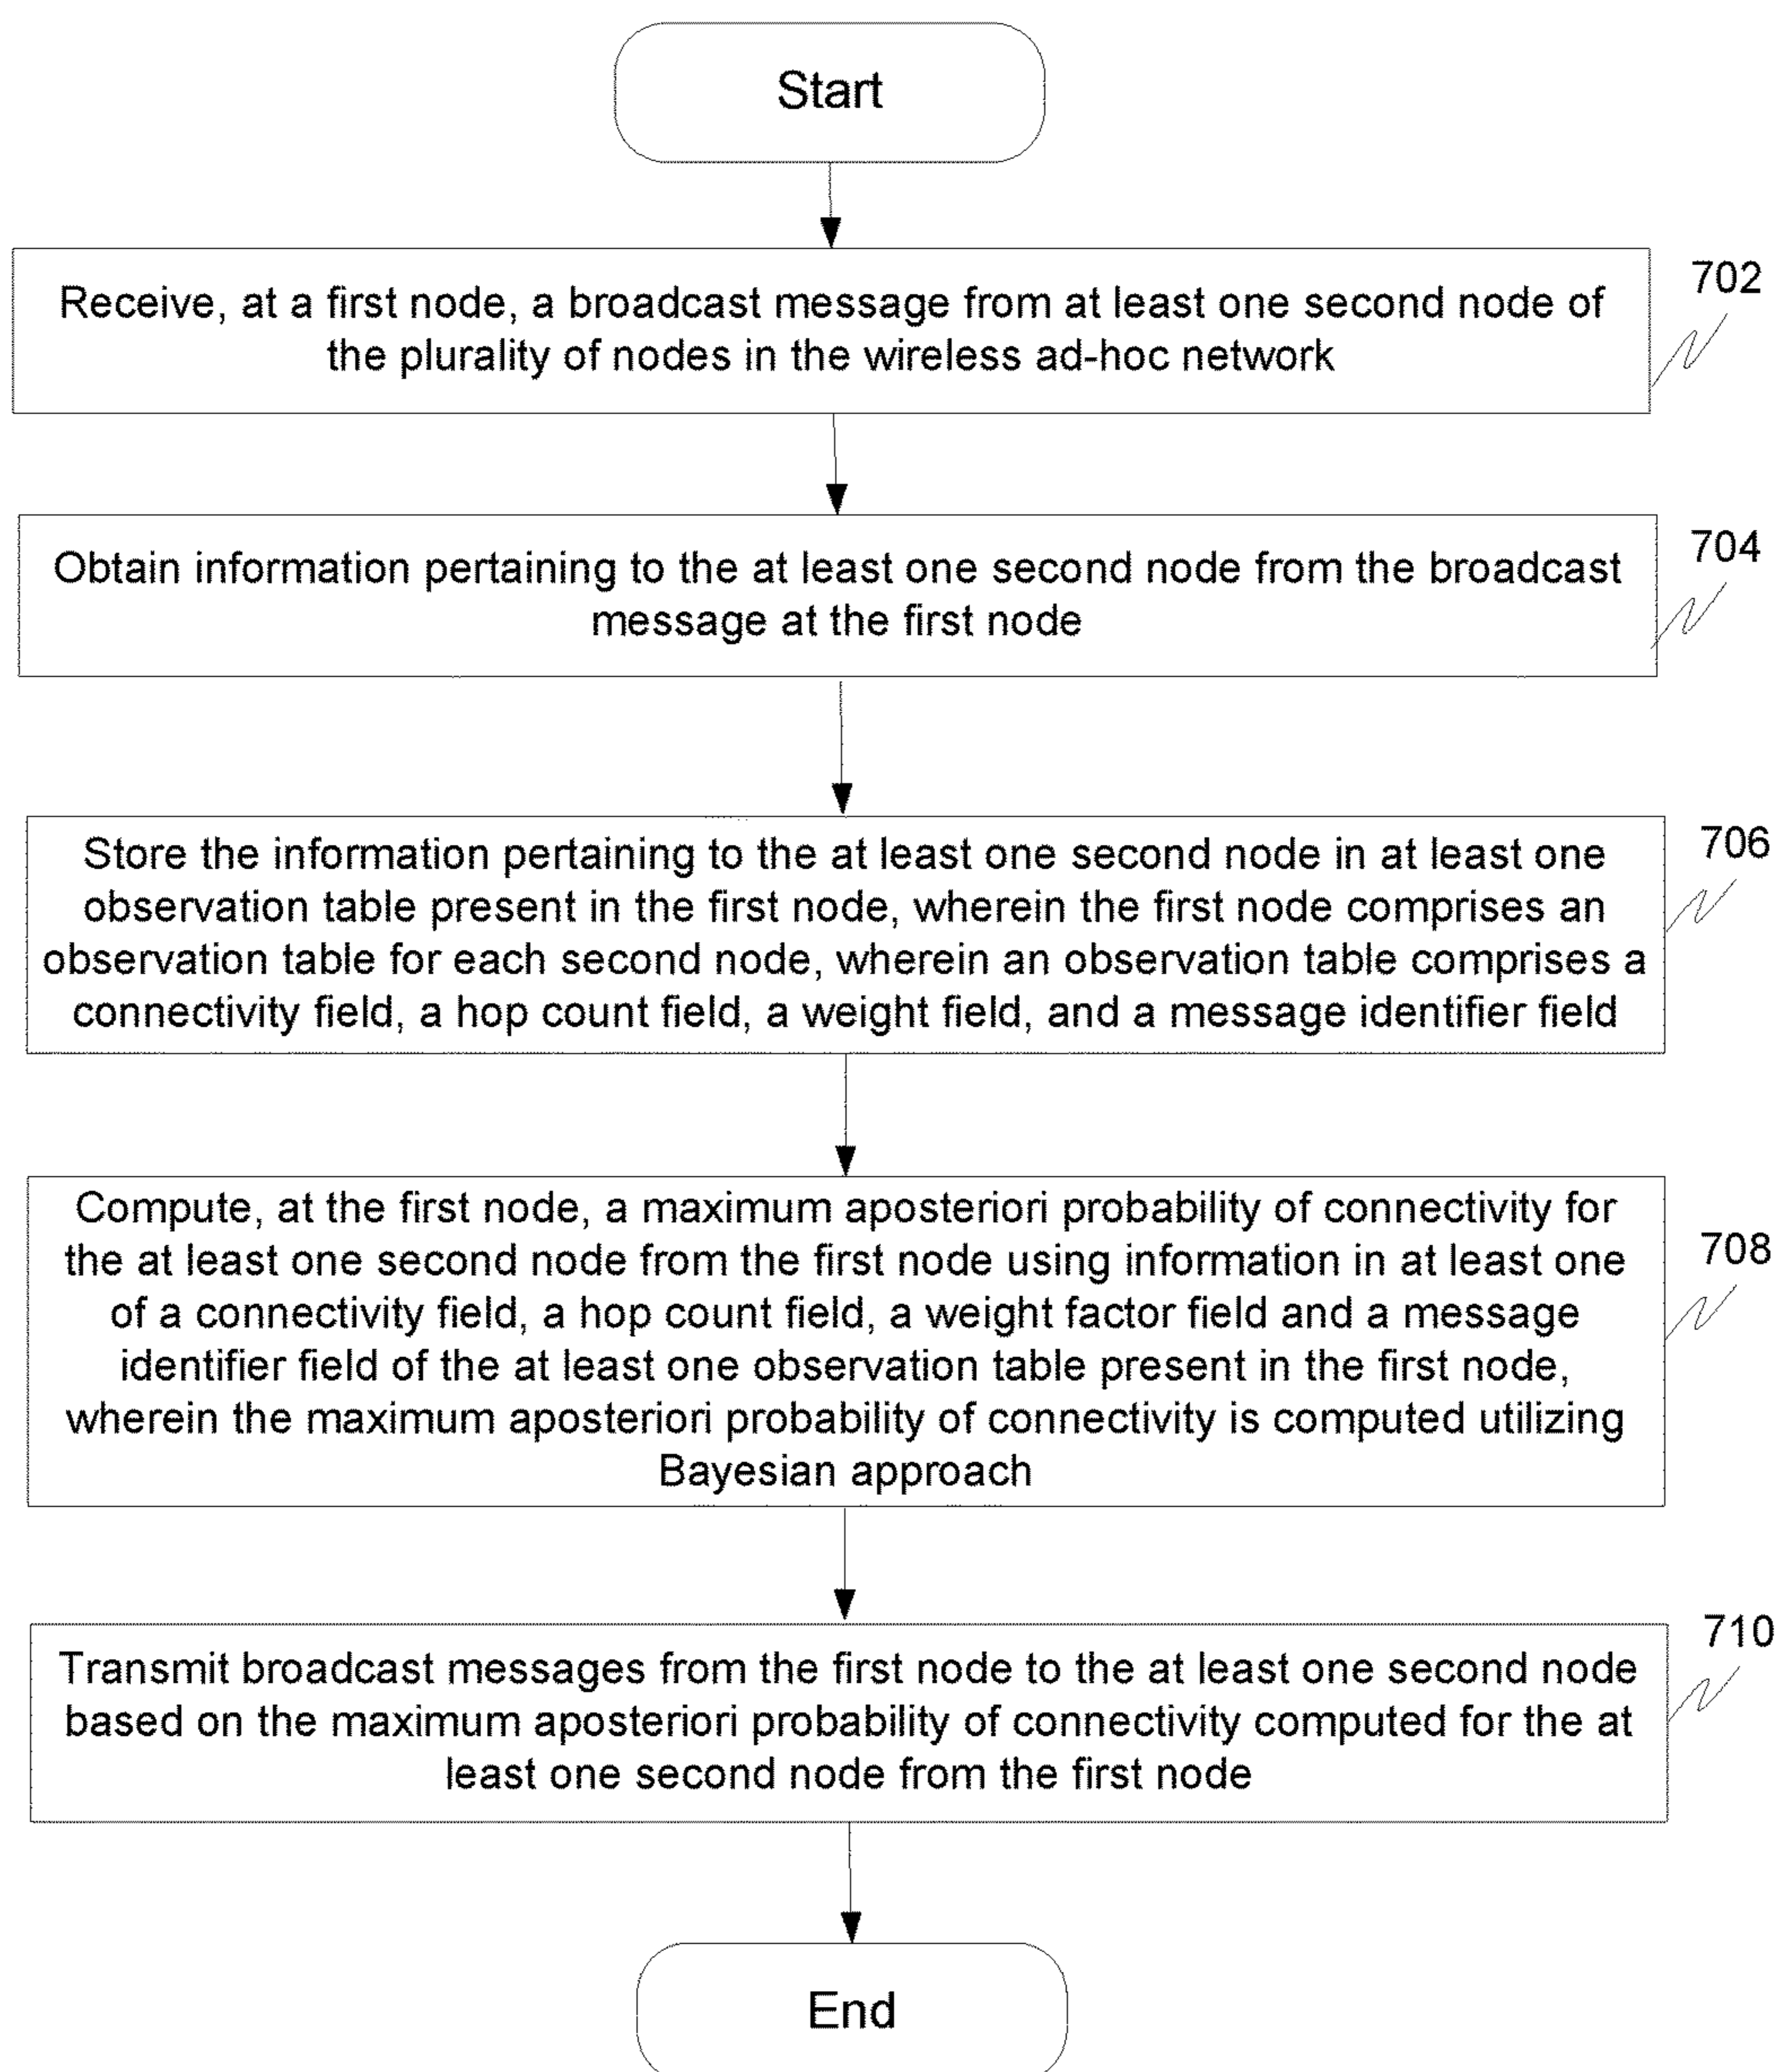 Start
Receive, at a first node, a broadcast message from at least one second node of
the plurality of nodes in the wireless ad-hoc network
702
Obtain information pertaining to the at least one second node from the broadcast
message at the first node
704
Store the information pertaining to the at least one second node in at least one
observation table present in the first node, wherein the first node comprises an
observation table for each second node, wherein an observation table comprises a
connectivity field, a hop count field, a weight field, and a message identifier field
706
Compute, at the first node, a maximum aposteriori probability of connectivity for
the at least one second node from the first node using information in at least one
of a connectivity field, a hop count field, a weight factor field and a message
identifier field of the at least one observation table present in the first node,
wherein the maximum aposteriori probability of connectivity is computed utilizing
Bayesian approach
708
Transmit broadcast messages from the first node to the at least one second node
based on the maximum aposteriori probability of connectivity computed for the at
least one second node from the first node
710
End